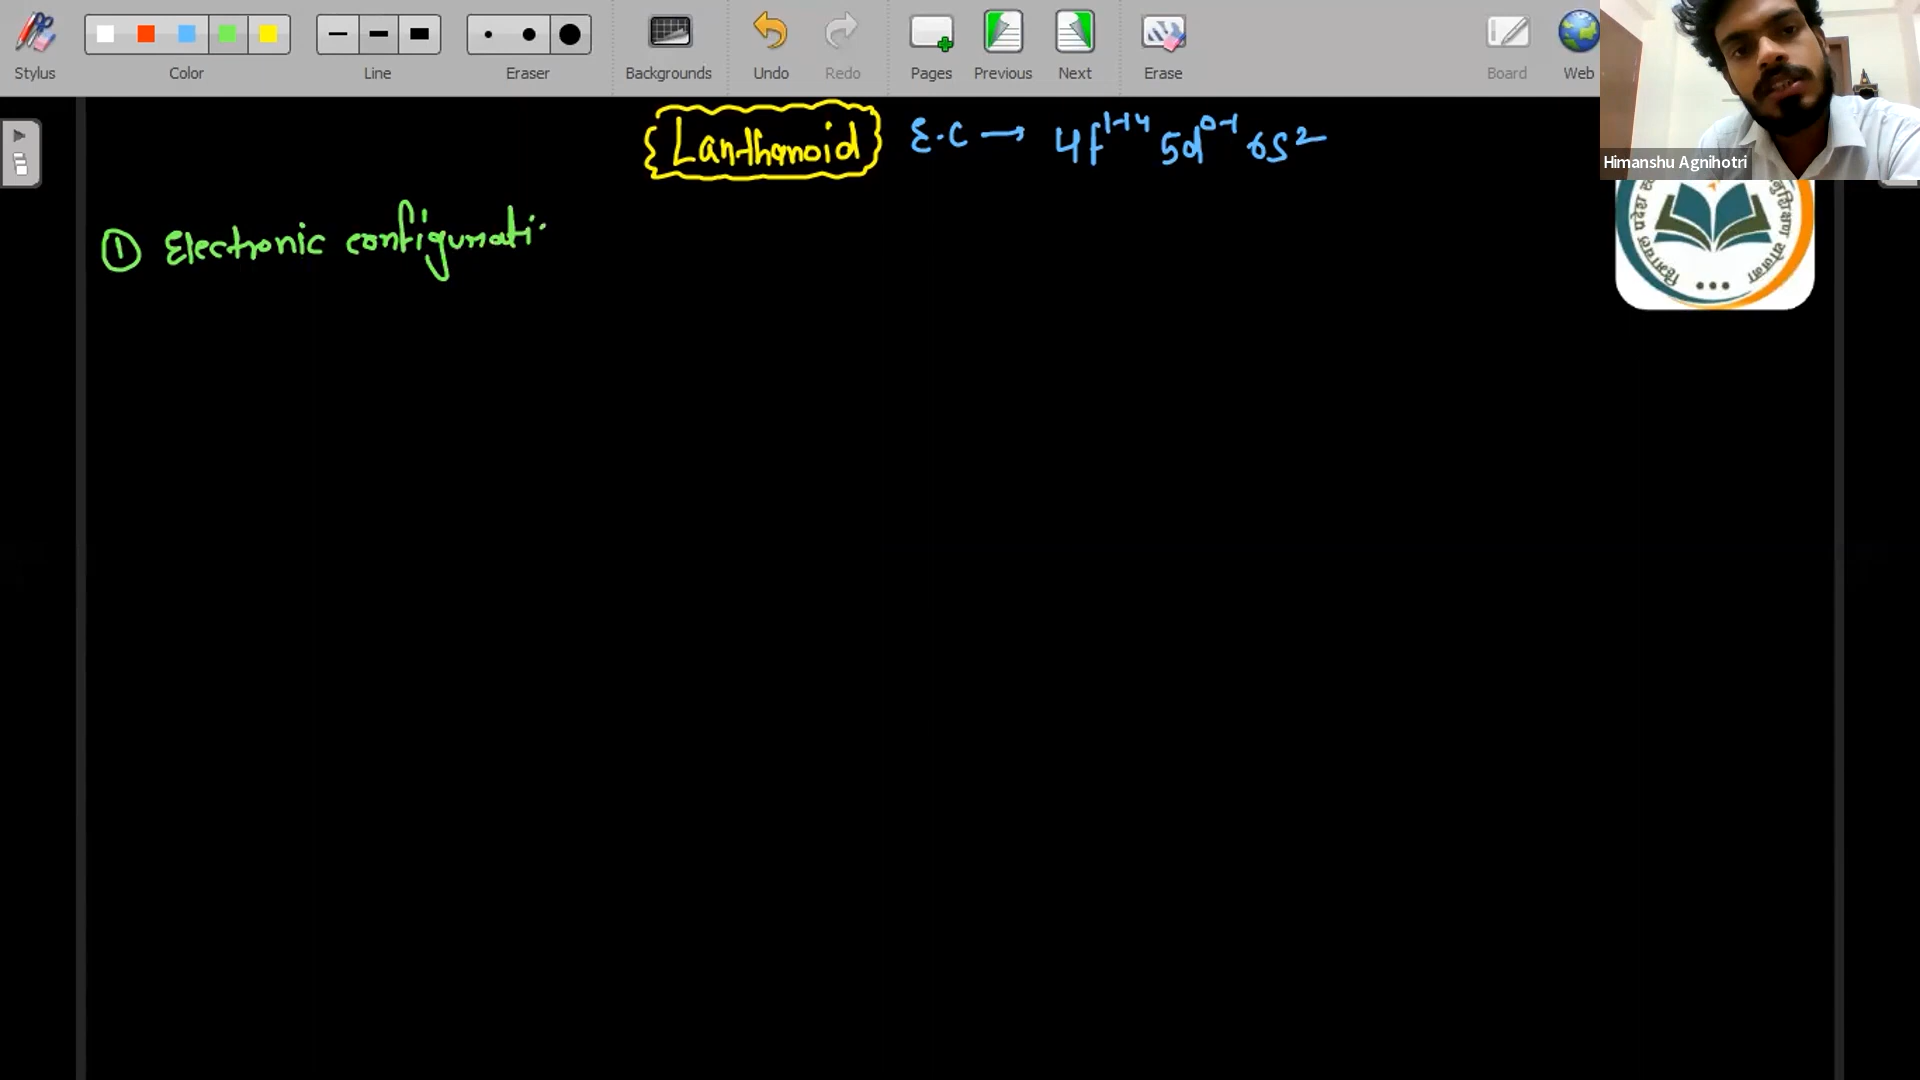 Stylus
Color
Line
Eraser
Backgrounds
Undo
Redo
Pages
Previous
Next
Erase
Board
Web
Himanshu Agnihotri
{Lanthanoid} E.C → 4f¹⁻¹⁴ 5d⁰⁻¹ 6s²
① Electronic configurati